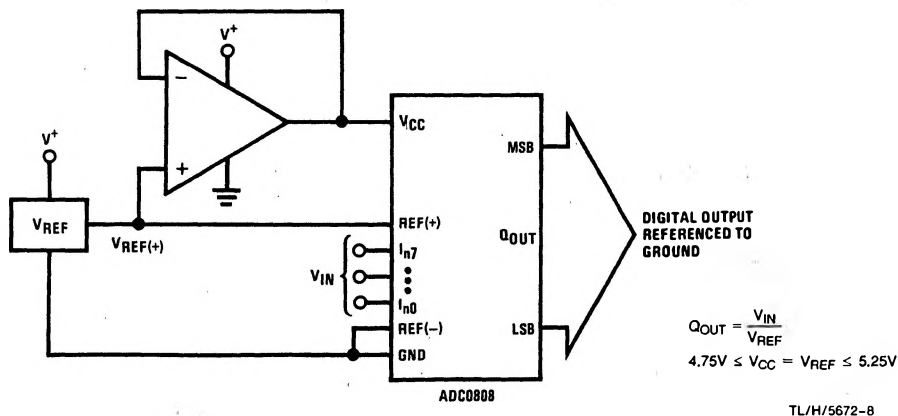 V+
−
+
V+
VCC
MSB
VREF
VREF(+)
REF(+)
QOUT
DIGITAL OUTPUT
REFERENCED TO
GROUND
VIN
In7
In0
REF(−)
LSB
GND
QOUT = VIN / VREF
4.75V ≤ VCC = VREF ≤ 5.25V
ADC0808
TL/H/5672-8